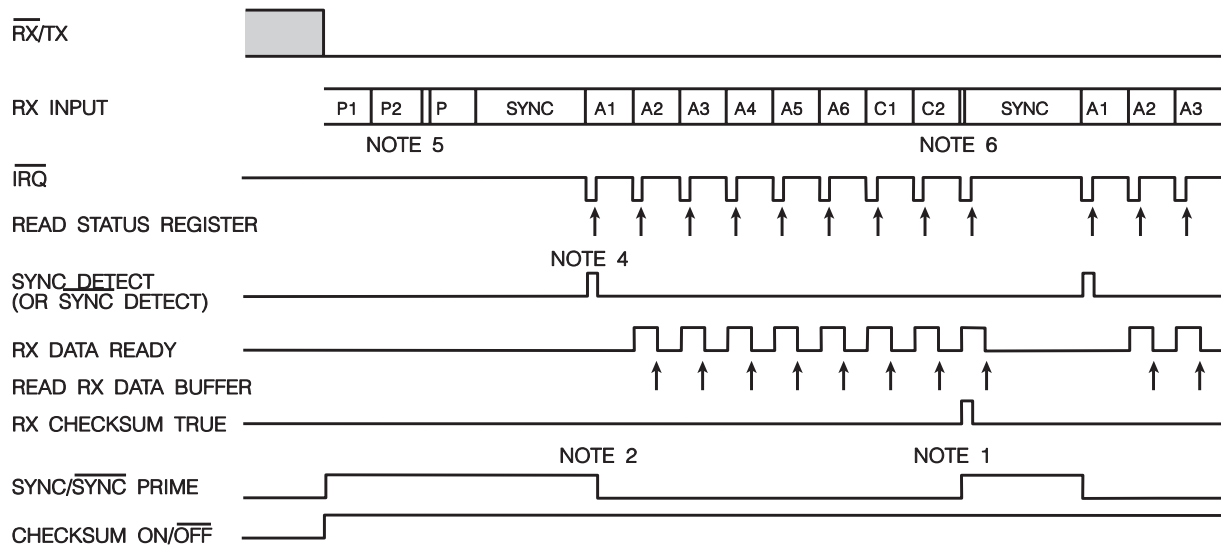 RX/TX
RX INPUT P1 P2 P SYNC A1 A2 A3 A4 A5 A6 C1 C2 SYNC A1 A2 A3
NOTE 5 NOTE 6
IRQ
READ STATUS REGISTER
NOTE 4
SYNC DETECT
(OR SYNC DETECT)
RX DATA READY
READ RX DATA BUFFER
RX CHECKSUM TRUE
NOTE 2 NOTE 1
SYNC/SYNC PRIME
CHECKSUM ON/OFF